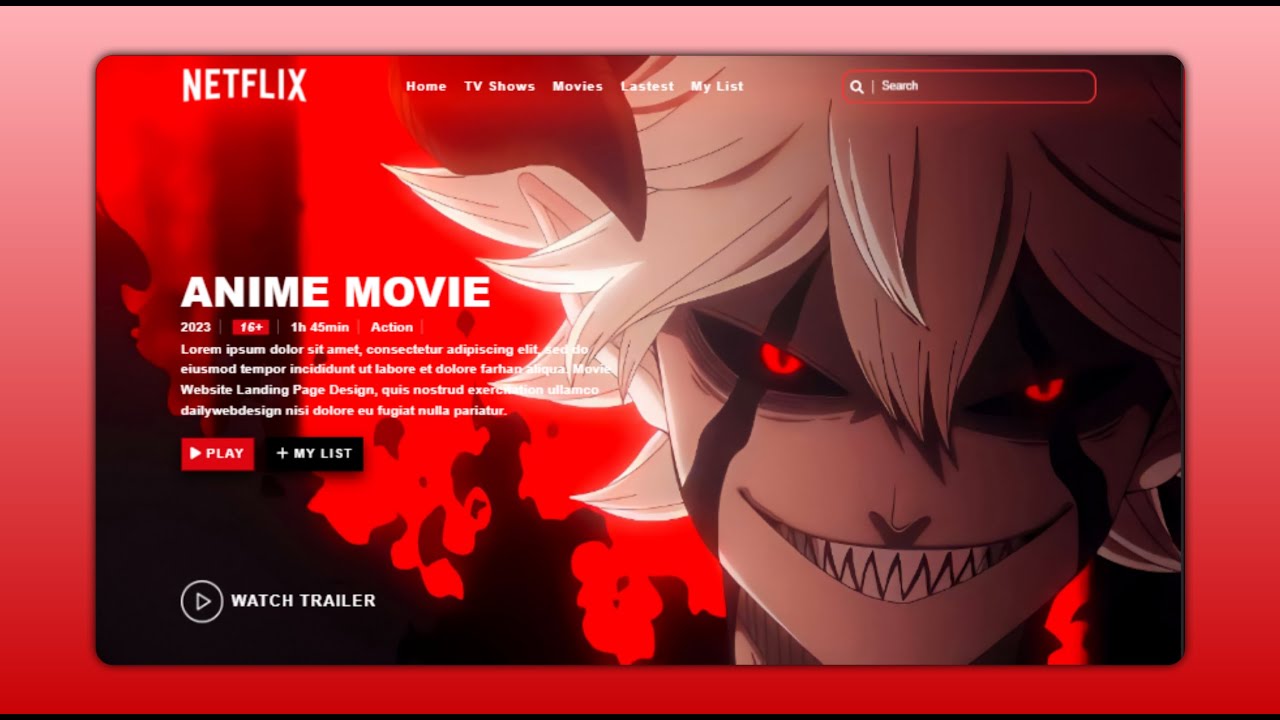 NETFLIX
Home TV Shows Movies Lastest My List
| Search
ANIME MOVIE
2023 | 16+ | 1h 45min | Action |
Lorem ipsum dolor sit amet, consectetur adipiscing elit, sed do
eiusmod tempor incididunt ut labore et dolore farhan aliqua. Movie
Website Landing Page Design, quis nostrud exercitation ullamco
dailywebdesign nisi dolore eu fugiat nulla pariatur.
PLAY + MY LIST
WATCH TRAILER